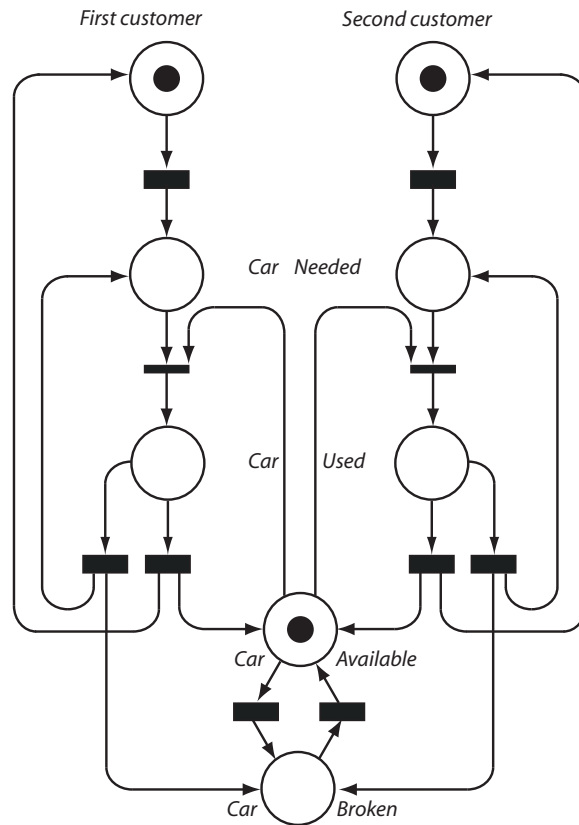 First customer
Second customer
Car Needed
Car Used
Car Available
Car Broken